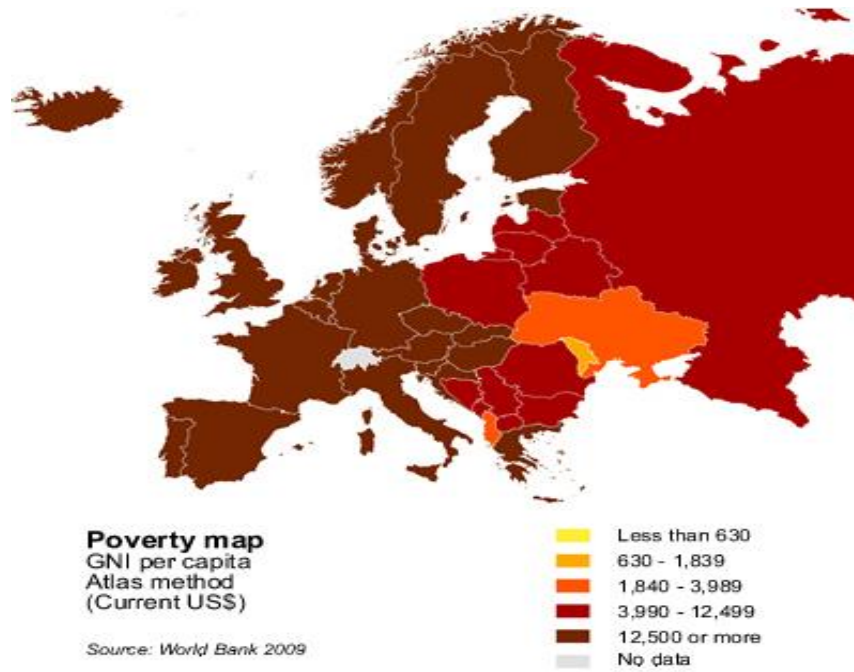 Poverty map
GNI per capita
Atlas method
(Current US$)
Source: World Bank 2009
Less than 630
630 - 1,839
1,840 - 3,989
3,990 - 12,499
12,500 or more
No data